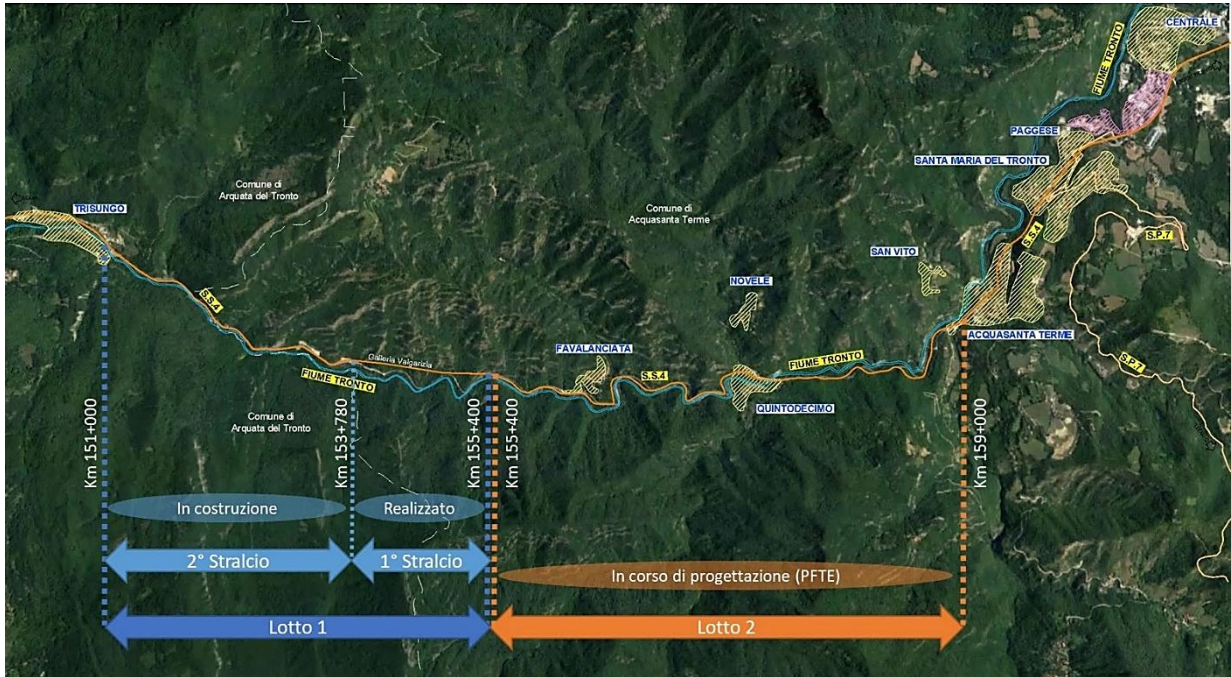 CENTRALE
FIUME TRONTO
PAGGESE
SANTA MARIA DEL TRONTO
Comune di
Arquata del Tronto
Comune di
Acquasanta Terme
TRISUNGO
S.S.4
S.P.7
SAN VITO
NOVELE
S.S.4
ACQUASANTA TERME
Galleria Valgarizia
FAVALANCIATA
FIUME TRONTO
S.P.7
FIUME TRONTO
S.S.4
QUINTODECIMO
Comune di
Arquata del Tronto
Km 151+000
Km 153+780
Km 155+400
Km 155+400
Km 159+000
In costruzione
Realizzato
2° Stralcio
1° Stralcio
In corso di progettazione (PFTE)
Lotto 1
Lotto 2